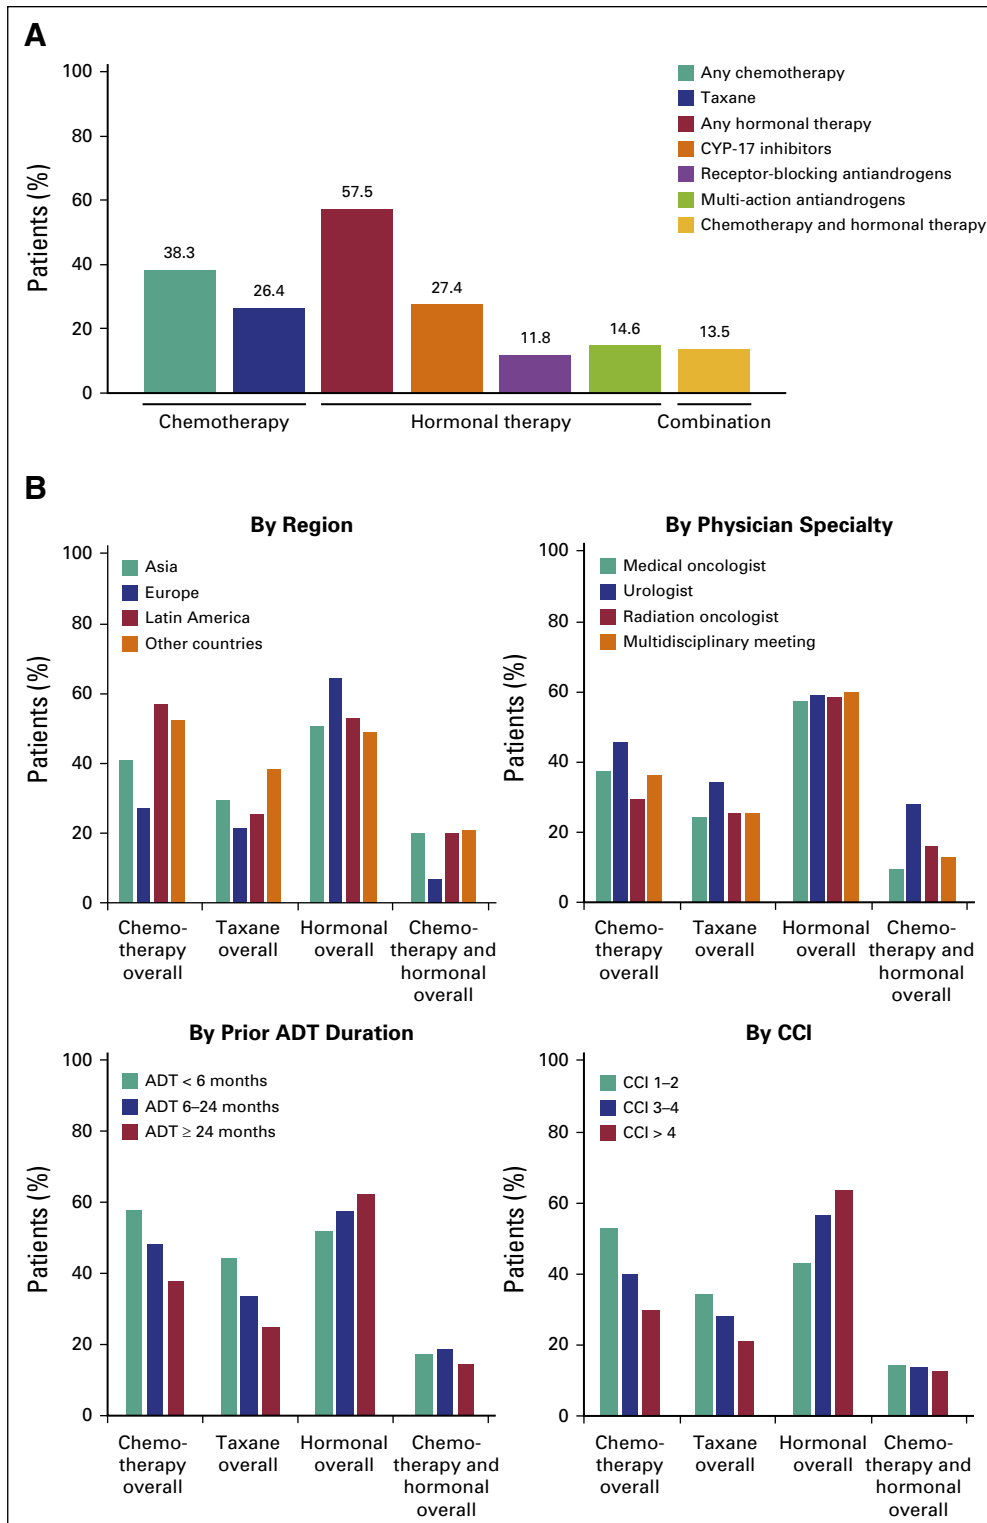 A
100
80
60
40
20
0
Patients (%)
38.3
26.4
57.5
27.4
11.8
14.6
13.5
Chemotherapy
Hormonal therapy
Combination
Any chemotherapy
Taxane
Any hormonal therapy
CYP-17 inhibitors
Receptor-blocking antiandrogens
Multi-action antiandrogens
Chemotherapy and hormonal therapy
B
By Region
100
80
60
40
20
0
Patients (%)
Asia
Europe
Latin America
Other countries
Chemo-
therapy
overall
Taxane
overall
Hormonal
overall
Chemo-
therapy and
hormonal
overall
By Physician Specialty
100
80
60
40
20
0
Patients (%)
Medical oncologist
Urologist
Radiation oncologist
Multidisciplinary meeting
Chemo-
therapy
overall
Taxane
overall
Hormonal
overall
Chemo-
therapy and
hormonal
overall
By Prior ADT Duration
100
80
60
40
20
0
Patients (%)
ADT < 6 months
ADT 6–24 months
ADT ≥ 24 months
Chemo-
therapy
overall
Taxane
overall
Hormonal
overall
Chemo-
therapy and
hormonal
overall
By CCI
100
80
60
40
20
0
Patients (%)
CCI 1–2
CCI 3–4
CCI > 4
Chemo-
therapy
overall
Taxane
overall
Hormonal
overall
Chemo-
therapy and
hormonal
overall